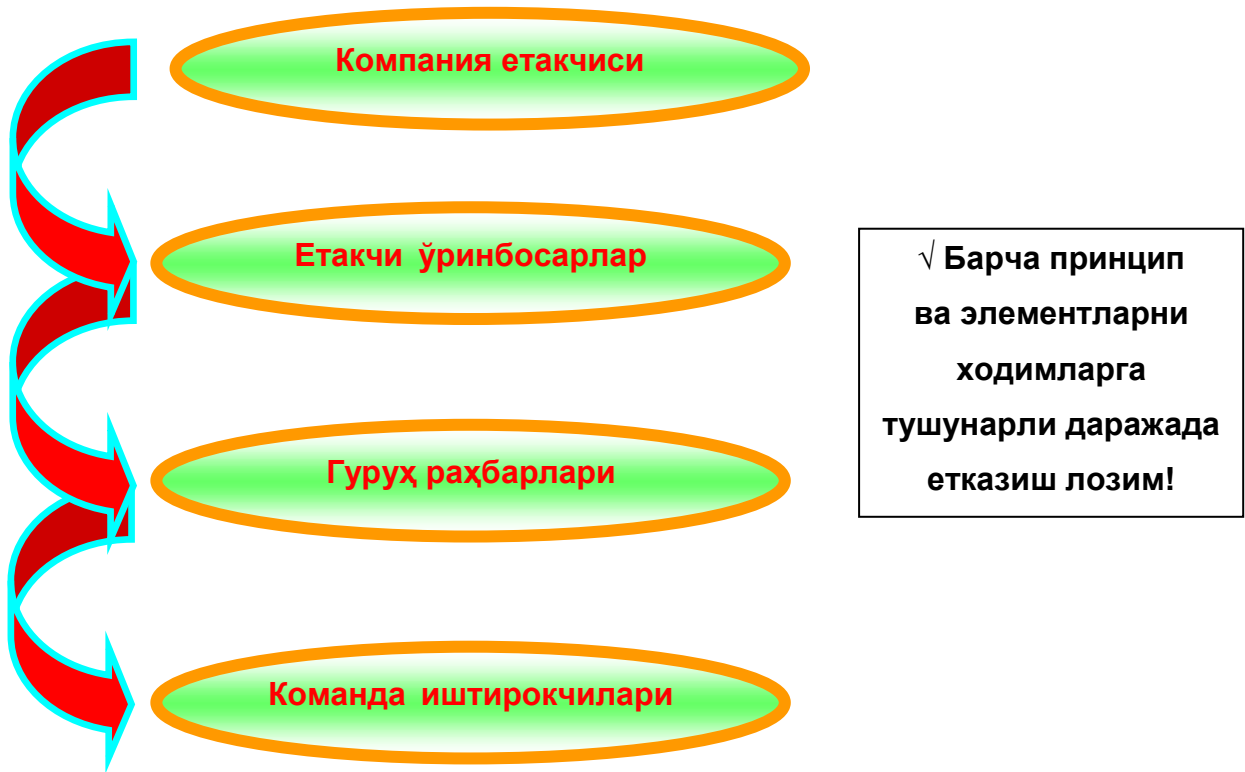 Компания етакчиси
Етакчи ўринбосарлар
√ Барча принцип
ва элементларни
ходимларга
тушунарли даражада
етказиш лозим!
Гуруҳ раҳбарлари
Команда иштирокчилари